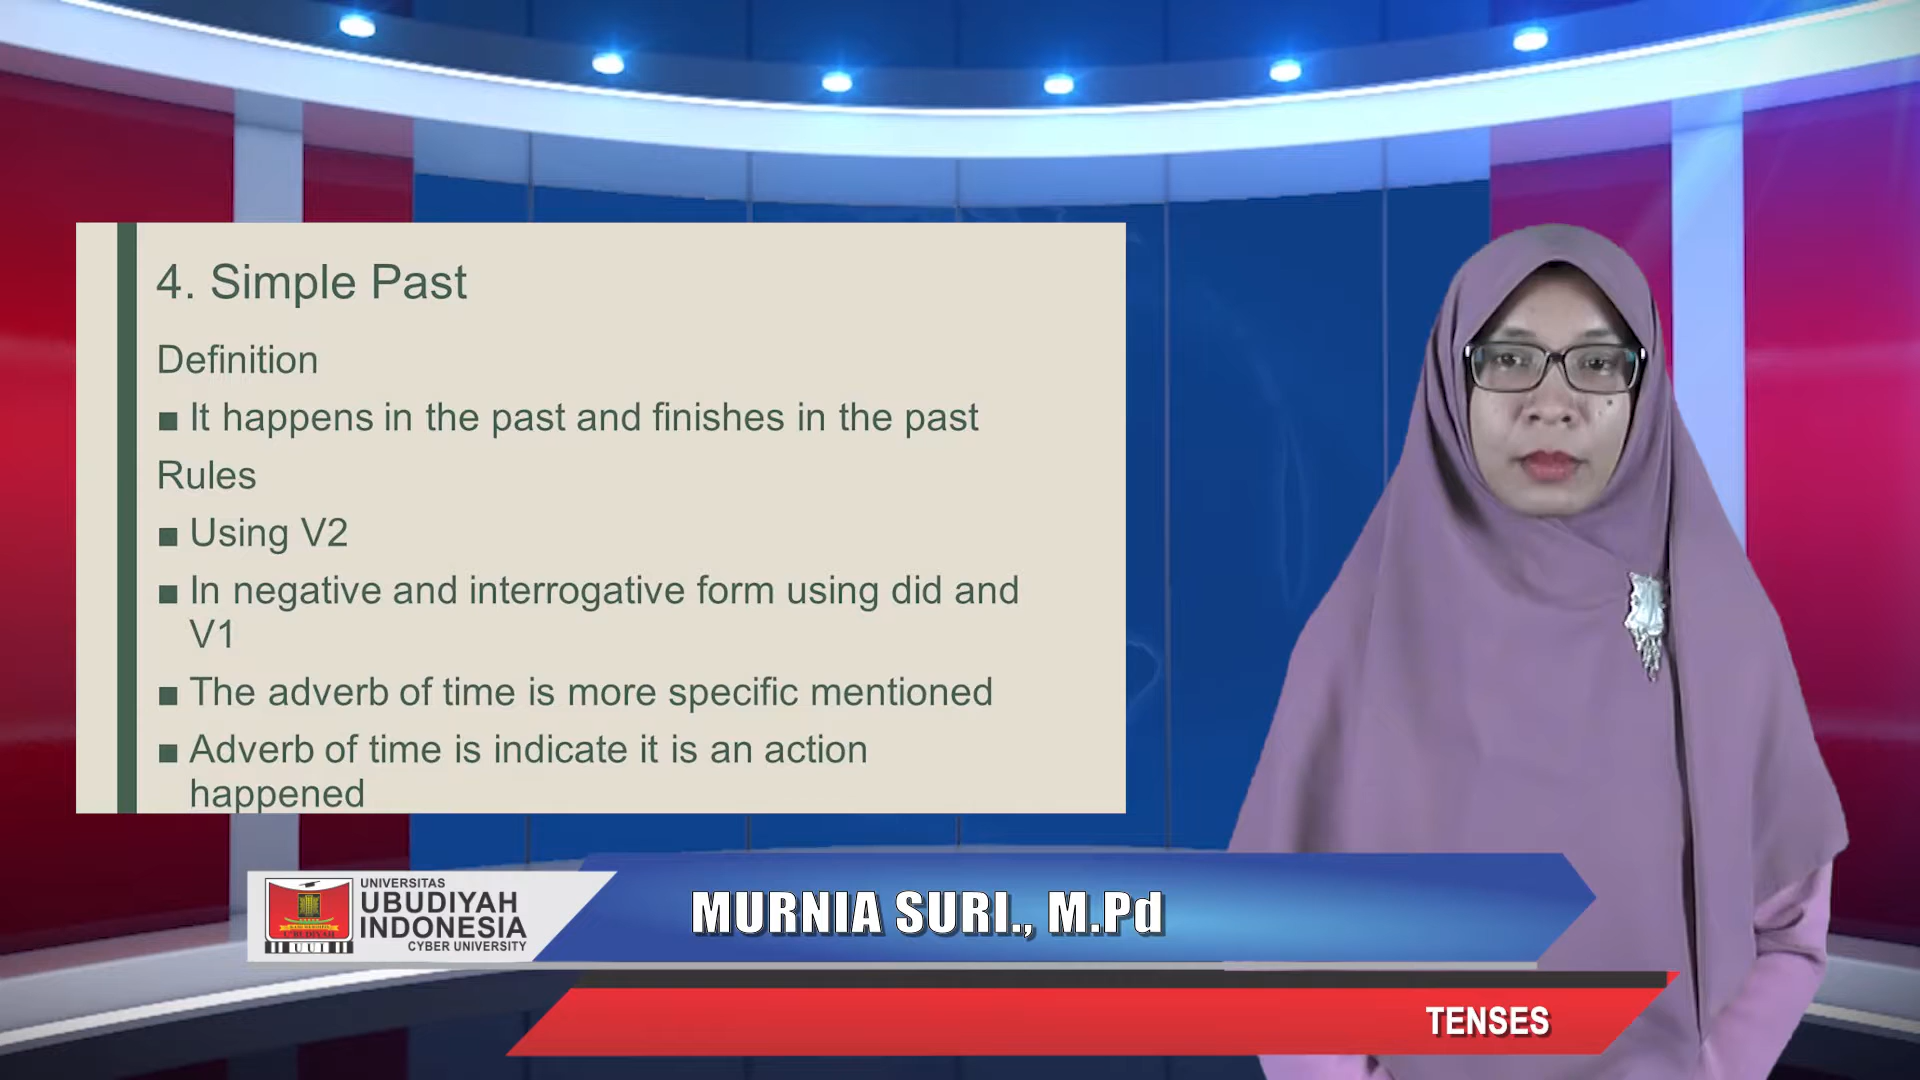 4. Simple Past
Definition
■ It happens in the past and finishes in the past
Rules
■ Using V2
■ In negative and interrogative form using did and
V1
■ The adverb of time is more specific mentioned
■ Adverb of time is indicate it is an action
happened
UNIVERSITAS
UBUDIYAH
INDONESIA
CYBER UNIVERSITY
MURNIA SURI., M.Pd
TENSES